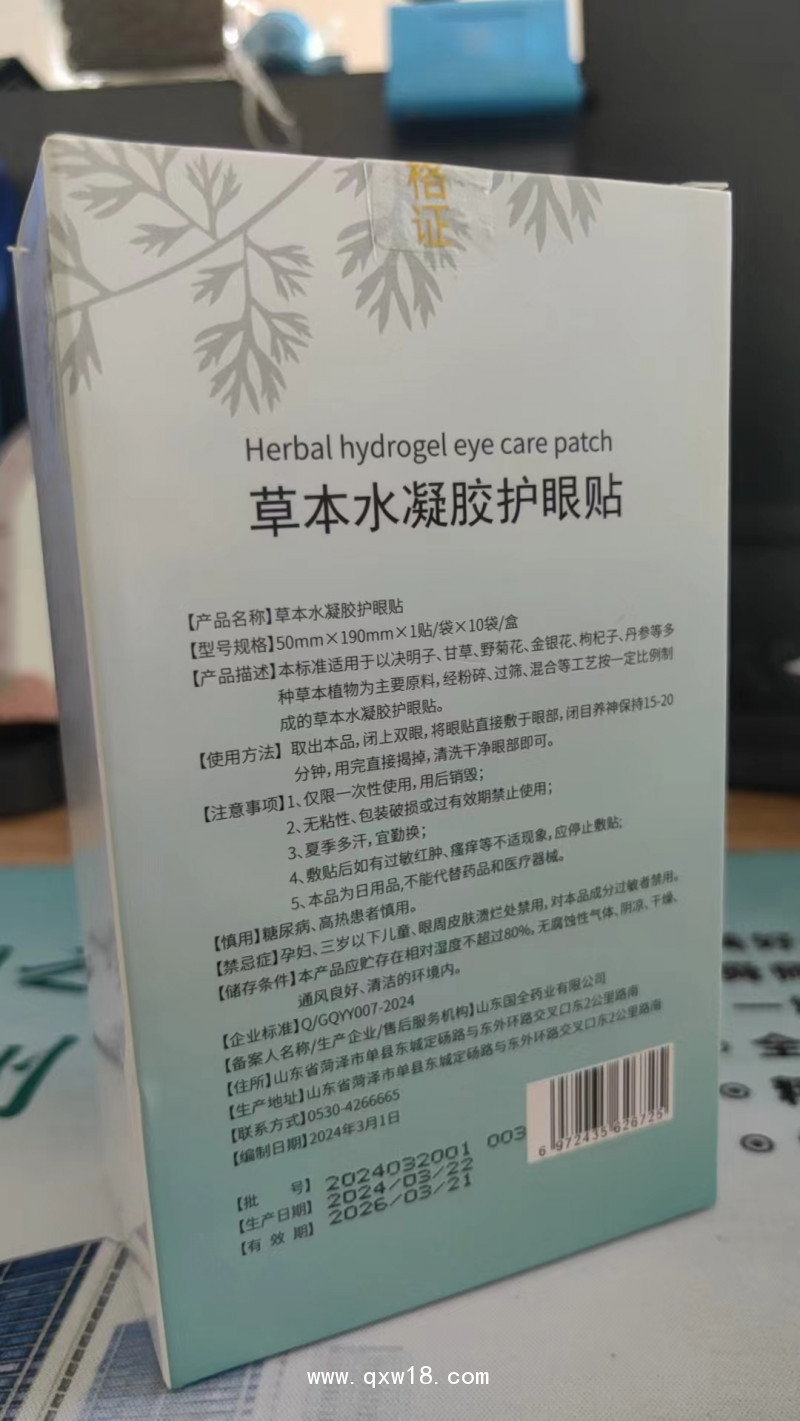 格
证
Herbal hydrogel eye care patch
草本水凝胶护眼贴
【产品名称】草本水凝胶护眼贴
【型号规格】50mm×190mm×1贴/袋×10袋/盒
【产品描述】本标准适用于以决明子、甘草、野菊花、金银花、枸杞子、丹参等多
种草本植物为主要原料，经粉碎、过筛、混合等工艺按一定比例制
成的草本水凝胶护眼贴。
【使用方法】取出本品，闭上双眼，将眼贴直接敷于眼部，闭目养神保持15-20
分钟，用完直接揭掉，清洗干净眼部即可。
【注意事项】1、仅限一次性使用，用后销毁；
2、无粘性、包装破损或过有效期禁止使用；
3、夏季多汗，宜勤换；
4、敷贴后如有过敏红肿、瘙痒等不适现象，应停止敷贴；
5、本品为日用品,不能代替药品和医疗器械。
【慎用】糖尿病、高热患者慎用。
【禁忌症】孕妇、三岁以下儿童、眼周皮肤溃烂处禁用，对本品成分过敏者禁用。
【储存条件】本产品应贮存在相对湿度不超过80%，无腐蚀性气体、阴凉、干燥、
通风良好、清洁的环境内。
【企业标准】Q/GQYY007-2024
【备案人名称/生产企业/售后服务机构】山东国全药业有限公司
【住所】山东省菏泽市单县东城定砀路与东外环路交叉口东2公里路南
【生产地址】山东省菏泽市单县东城定砀路与东外环路交叉口东2公里路南
【联系方式】0530-4266665
【编制日期】2024年3月1日
6 972435 626725
【批 号】2024032001 003
【生产日期】2024/03/22
【有 效 期】2026/03/21
www.qxw18.com